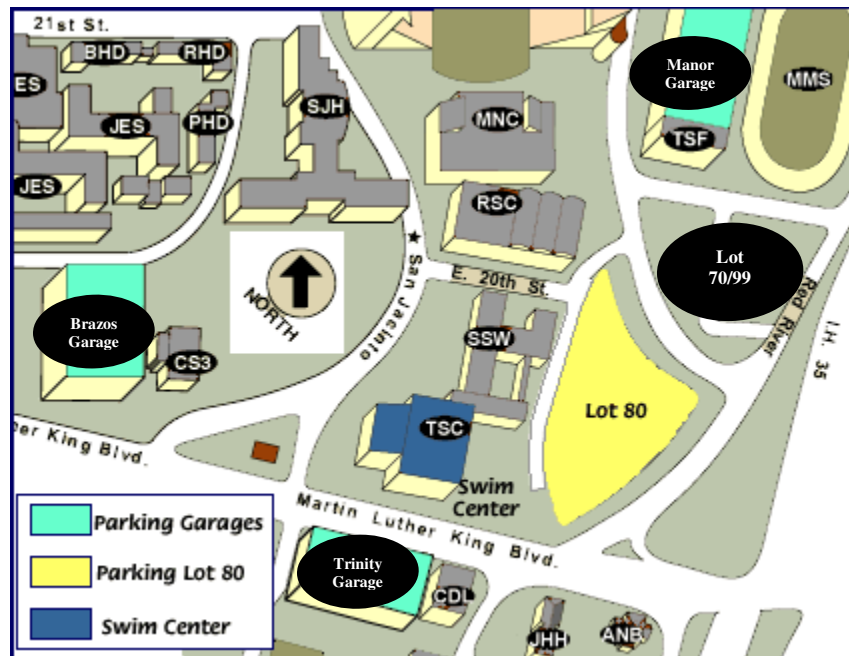 21st St.
BHD
RHD
ES
JES
PHD
JES
SJH
MNC
Manor
Garage
TSF
MMS
RSC
San Jacinto
E. 20th St.
Lot
70/99
Red River
I.H. 35
NORTH
Brazos
Garage
CS3
SSW
Lot 80
TSC
Swim
Center
her King Blvd.
Martin Luther King Blvd.
Parking Garages
Parking Lot 80
Swim Center
Trinity
Garage
CDL
JHH
ANB